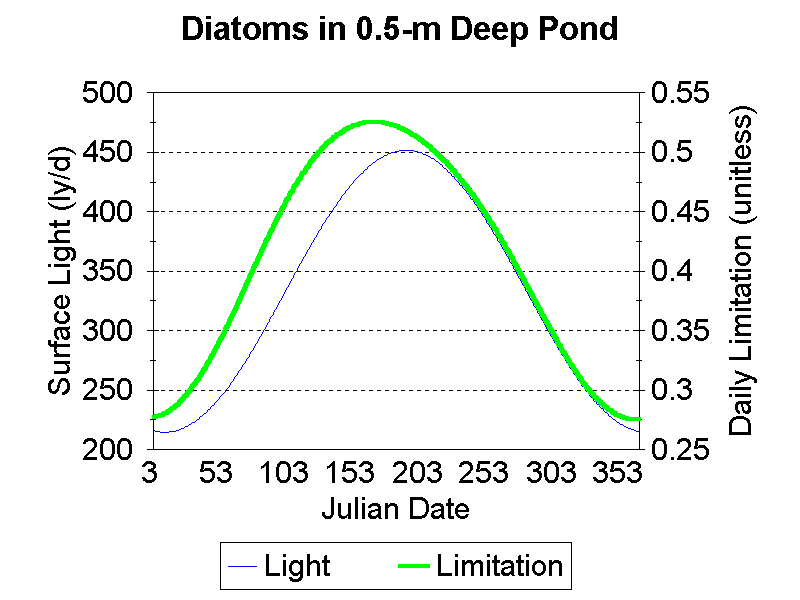 Diatoms in 0.5-m Deep Pond
Surface Light (ly/d)
500
450
400
350
300
250
200
0.55
0.5
0.45
0.4
0.35
0.3
0.25
Daily Limitation (unitless)
3 53 103 153 203 253 303 353
Julian Date
Light Limitation